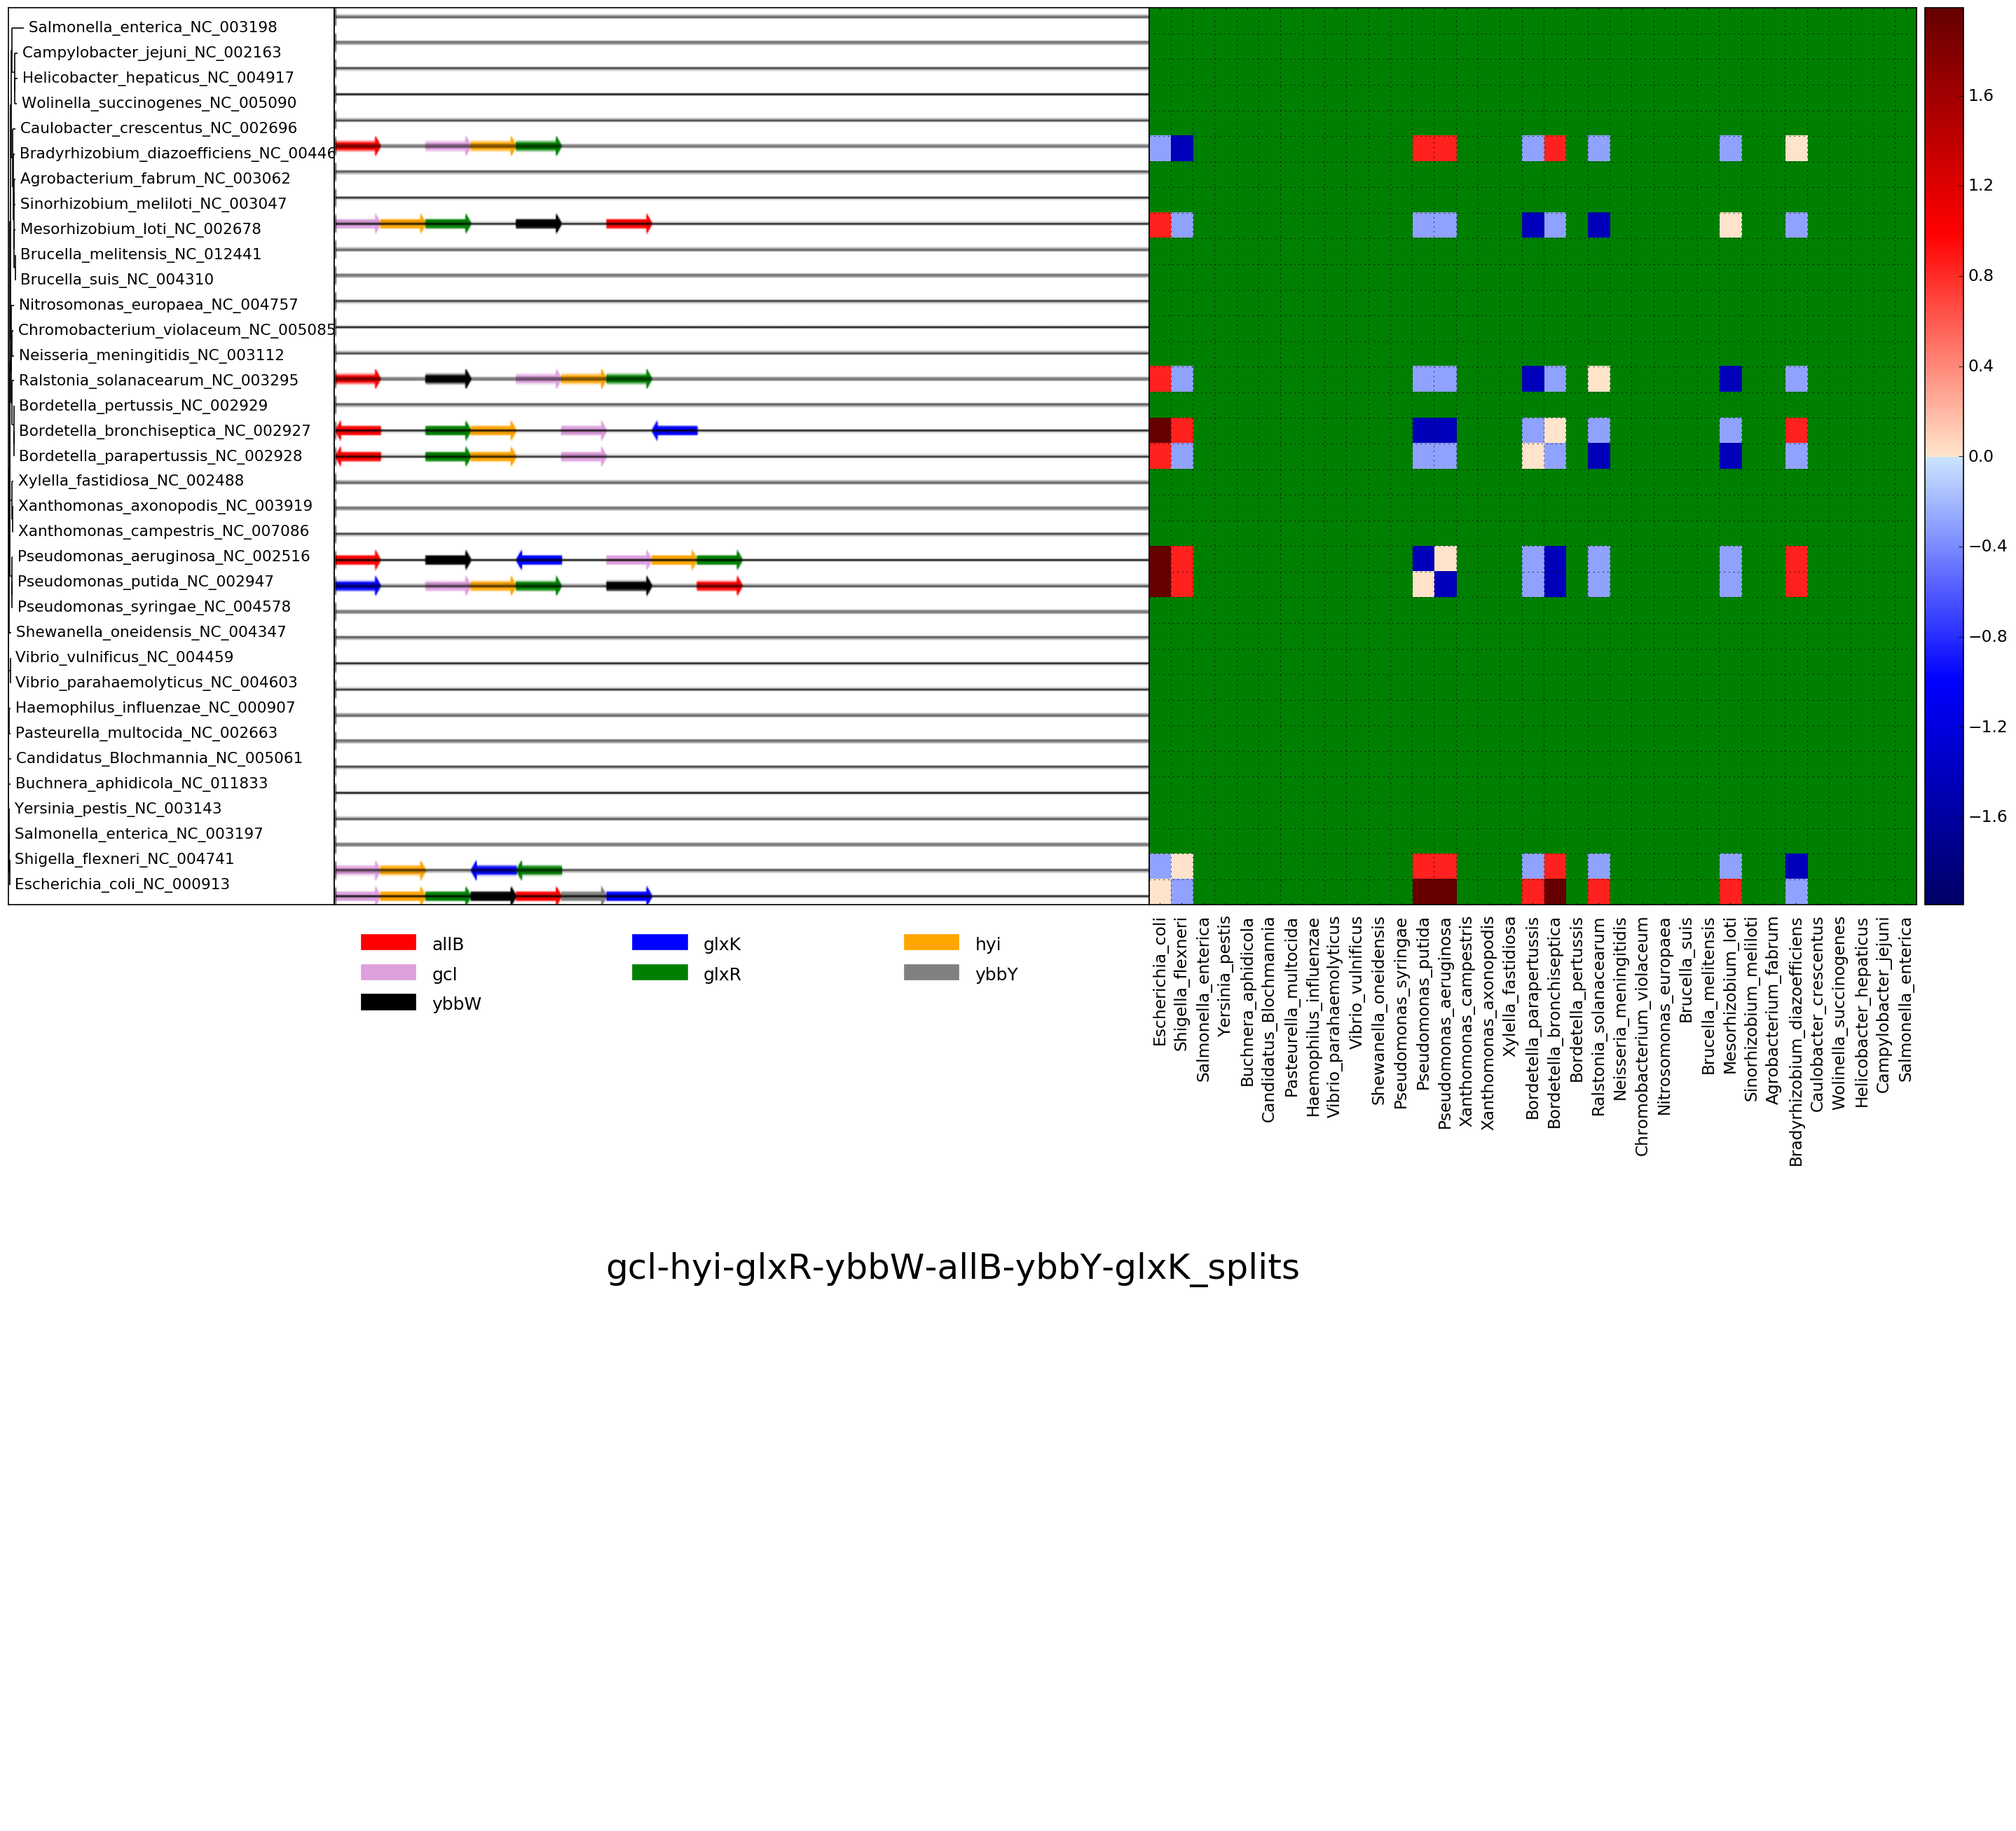 Salmonella_enterica_NC_003198
Campylobacter_jejuni_NC_002163
Helicobacter_hepaticus_NC_004917
Wolinella_succinogenes_NC_005090
Caulobacter_crescentus_NC_002696
Bradyrhizobium_diazoefficiens_NC_00446
Agrobacterium_fabrum_NC_003062
Sinorhizobium_meliloti_NC_003047
Mesorhizobium_loti_NC_002678
Brucella_melitensis_NC_012441
Brucella_suis_NC_004310
Nitrosomonas_europaea_NC_004757
Chromobacterium_violaceum_NC_005085
Neisseria_meningitidis_NC_003112
Ralstonia_solanacearum_NC_003295
Bordetella_pertussis_NC_002929
Bordetella_bronchiseptica_NC_002927
Bordetella_parapertussis_NC_002928
Xylella_fastidiosa_NC_002488
Xanthomonas_axonopodis_NC_003919
Xanthomonas_campestris_NC_007086
Pseudomonas_aeruginosa_NC_002516
Pseudomonas_putida_NC_002947
Pseudomonas_syringae_NC_004578
Shewanella_oneidensis_NC_004347
Vibrio_vulnificus_NC_004459
Vibrio_parahaemolyticus_NC_004603
Haemophilus_influenzae_NC_000907
Pasteurella_multocida_NC_002663
Candidatus_Blochmannia_NC_005061
Buchnera_aphidicola_NC_011833
Yersinia_pestis_NC_003143
Salmonella_enterica_NC_003197
Shigella_flexneri_NC_004741
Escherichia_coli_NC_000913
1.6
1.2
0.8
0.4
0.0
−0.4
−0.8
−1.2
−1.6
Escherichia_coli
Shigella_flexneri
Salmonella_enterica
Yersinia_pestis
Buchnera_aphidicola
Candidatus_Blochmannia
Pasteurella_multocida
Haemophilus_influenzae
Vibrio_parahaemolyticus
Vibrio_vulnificus
Shewanella_oneidensis
Pseudomonas_syringae
Pseudomonas_putida
Pseudomonas_aeruginosa
Xanthomonas_campestris
Xanthomonas_axonopodis
Xylella_fastidiosa
Bordetella_parapertussis
Bordetella_bronchiseptica
Bordetella_pertussis
Ralstonia_solanacearum
Neisseria_meningitidis
Chromobacterium_violaceum
Nitrosomonas_europaea
Brucella_suis
Brucella_melitensis
Mesorhizobium_loti
Sinorhizobium_meliloti
Agrobacterium_fabrum
Bradyrhizobium_diazoefficiens
Caulobacter_crescentus
Wolinella_succinogenes
Helicobacter_hepaticus
Campylobacter_jejuni
Salmonella_enterica
allB glxK hyi
gcl glxR ybbY
ybbW
gcl-hyi-glxR-ybbW-allB-ybbY-glxK_splits